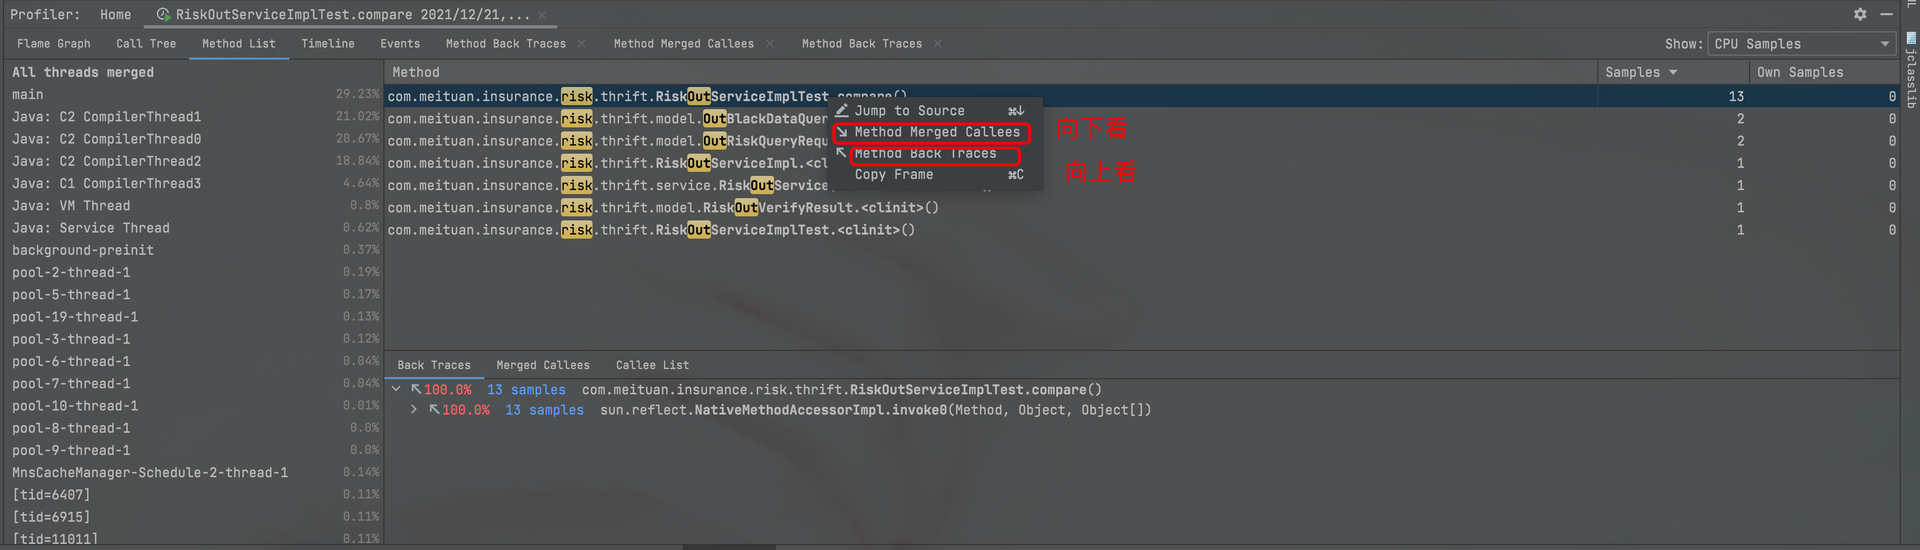 Profiler: Home RiskOutServiceImplTest.compare 2021/12/21,...
Flame Graph Call Tree Method List Timeline Events Method Back Traces Method Merged Callees Method Back Traces Show: CPU Samples
All threads merged
main 29.23%
Java: C2 CompilerThread1 21.02%
Java: C2 CompilerThread0 20.67%
Java: C2 CompilerThread2 18.84%
Java: C1 CompilerThread3 4.64%
Java: VM Thread 0.8%
Java: Service Thread 0.62%
background-preinit 0.37%
pool-2-thread-1 0.19%
pool-5-thread-1 0.17%
pool-19-thread-1 0.13%
pool-3-thread-1 0.12%
pool-6-thread-1 0.04%
pool-7-thread-1 0.04%
pool-10-thread-1 0.01%
pool-8-thread-1 0.0%
pool-9-thread-1 0.0%
MnsCacheManager-Schedule-2-thread-1 0.14%
[tid=6407] 0.11%
[tid=6915] 0.11%
[tid=11011] 0.11%
Method Samples Own Samples
com.meituan.insurance.risk.thrift.RiskOutServiceImplTest.compare() 13 0
com.meituan.insurance.risk.thrift.model.OutBlackDataQuer 2 0
com.meituan.insurance.risk.thrift.model.OutRiskQueryRequ 2 0
com.meituan.insurance.risk.thrift.RiskOutServiceImpl.<cl 1 0
com.meituan.insurance.risk.thrift.service.RiskOutService 1 0
com.meituan.insurance.risk.thrift.model.RiskOutVerifyResult.<clinit>() 1 0
com.meituan.insurance.risk.thrift.RiskOutServiceImplTest.<clinit>() 1 0
Jump to Source ⌘↓
Method Merged Callees
Method Back Traces
Copy Frame ⌘C
向下看
向上看
Back Traces Merged Callees Callee List
100.0% 13 samples com.meituan.insurance.risk.thrift.RiskOutServiceImplTest.compare()
100.0% 13 samples sun.reflect.NativeMethodAccessorImpl.invoke0(Method, Object, Object[])
jclasslib